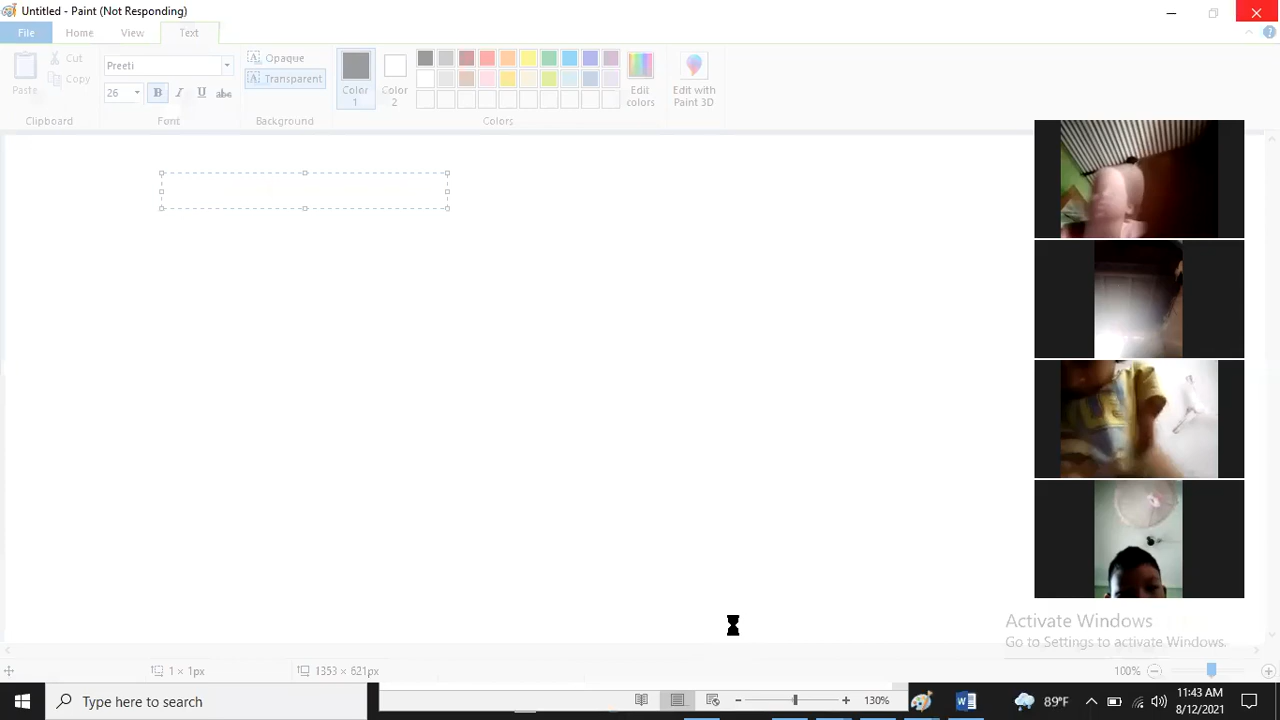 Untitled - Paint (Not Responding)
File Home View Text
Paste Cut Copy Preeti 26 B I U abc Opaque Transparent Color 1 Color 2 Edit colors Edit with Paint 3D
Clipboard Font Background Colors
Activate Windows
Go to Settings to activate Windows.
1 × 1px 1353 × 621px 100%
Type here to search 130% 89°F 11:43 AM
8/12/2021